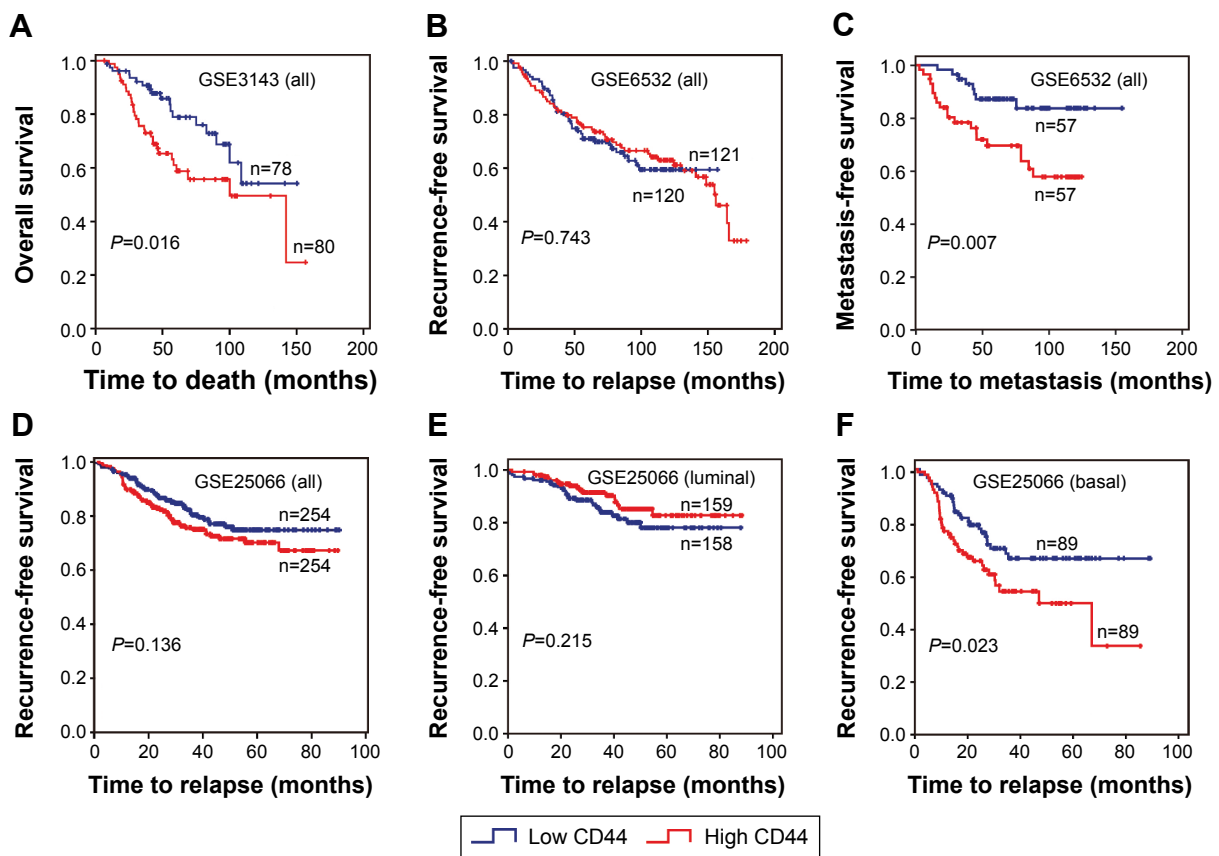 A
GSE3143 (all)
Overall survival
1.0
0.8
0.6
0.4
0.2
0.0
n=78
n=80
P=0.016
0 50 100 150 200
Time to death (months)
B
GSE6532 (all)
Recurrence-free survival
1.0
0.8
0.6
0.4
0.2
0.0
n=121
n=120
P=0.743
0 50 100 150 200
Time to relapse (months)
C
GSE6532 (all)
Metastasis-free survival
1.0
0.8
0.6
0.4
0.2
0.0
n=57
n=57
P=0.007
0 50 100 150 200
Time to metastasis (months)
D
GSE25066 (all)
Recurrence-free survival
1.0
0.8
0.6
0.4
0.2
0.0
n=254
n=254
P=0.136
0 20 40 60 80 100
Time to relapse (months)
E
GSE25066 (luminal)
Recurrence-free survival
1.0
0.8
0.6
0.4
0.2
0.0
n=159
n=158
P=0.215
0 20 40 60 80 100
Time to relapse (months)
F
GSE25066 (basal)
Recurrence-free survival
1.0
0.8
0.6
0.4
0.2
0.0
n=89
n=89
P=0.023
0 20 40 60 80 100
Time to relapse (months)
Low CD44 High CD44